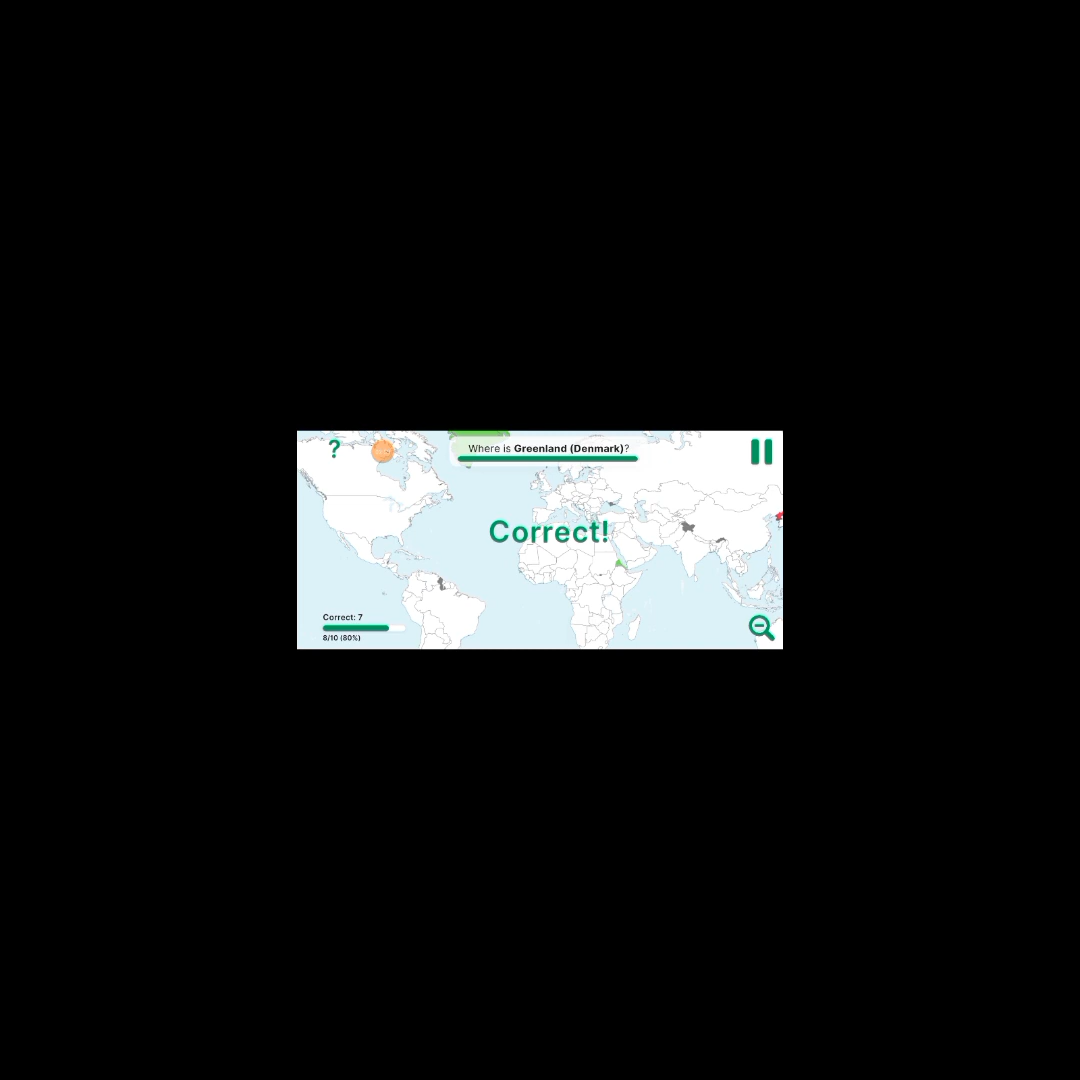 ?
Where is Greenland (Denmark)?
Correct!
Correct: 7
8/10 (80%)